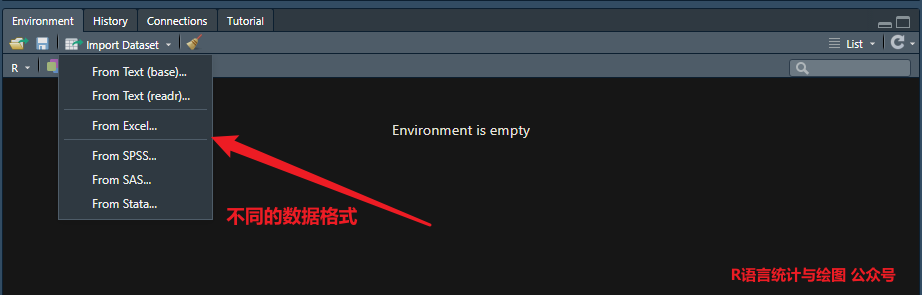 Environment History Connections Tutorial
Import Dataset List
R
From Text (base)...
From Text (readr)...
From Excel...
Environment is empty
From SPSS...
From SAS...
From Stata...
不同的数据格式
R语言统计与绘图 公众号